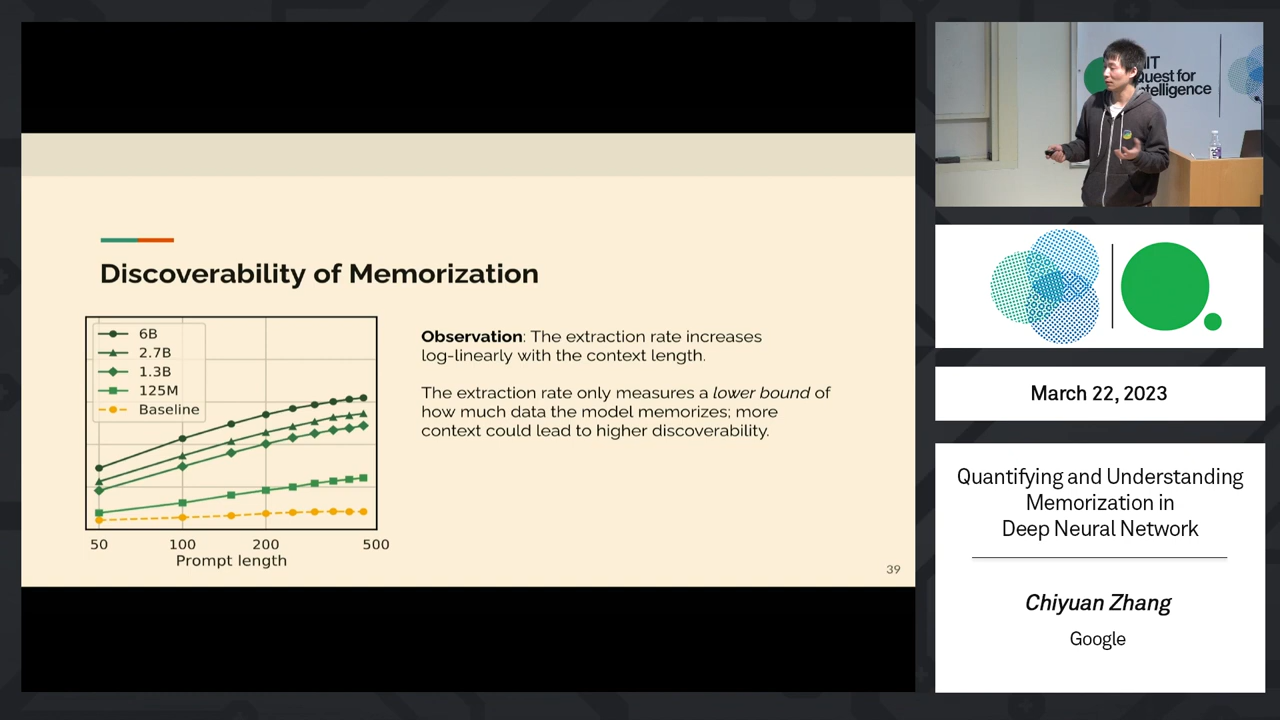 Discoverability of Memorization
6B
2.7B
1.3B
125M
Baseline
50
100
200
500
Prompt length
Observation: The extraction rate increases
log-linearly with the context length.
The extraction rate only measures a lower bound of
how much data the model memorizes; more
context could lead to higher discoverability.
39
Quest for
March 22, 2023
Quantifying and Understanding
Memorization in
Deep Neural Network
Chiyuan Zhang
Google